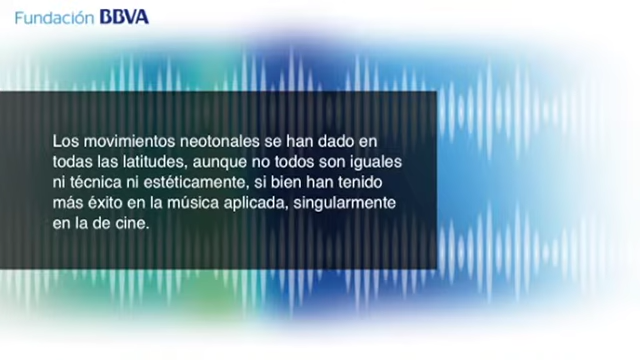 Fundación BBVA
Los movimientos neotonales se han dado en
todas las latitudes, aunque no todos son iguales
ni técnica ni estéticamente, si bien han tenido
más éxito en la música aplicada, singularmente
en la de cine.